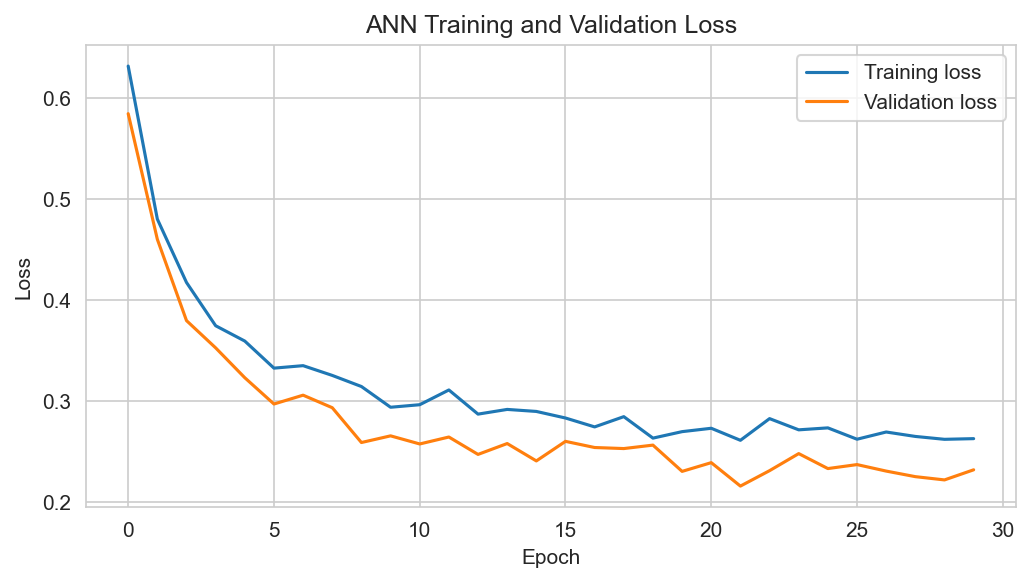 ANN Training and Validation Loss
Training loss
Validation loss
Loss
0.6
0.5
0.4
0.3
0.2
0 5 10 15 20 25 30
Epoch